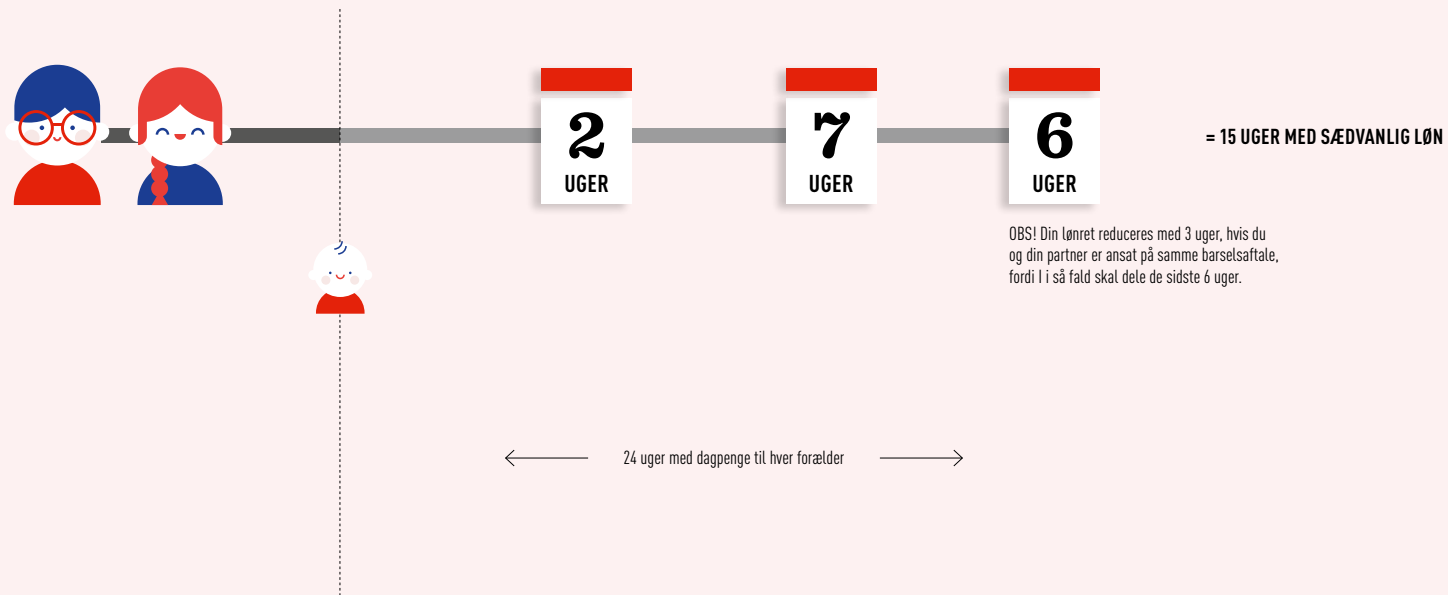 2
UGER
7
UGER
6
UGER
= 15 UGER MED SÆDVANLIG LØN
OBS! Din lønret reduceres med 3 uger, hvis du
og din partner er ansat på samme barselsaftale,
fordi I i så fald skal dele de sidste 6 uger.
24 uger med dagpenge til hver forælder